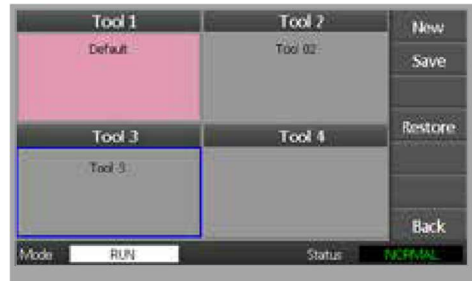 Tool 1
Tool 2
New
Default
Tool 02
Save
Tool 3
Tool 4
Restore
Tool 3
Back
Mode RUN Status NORMAL